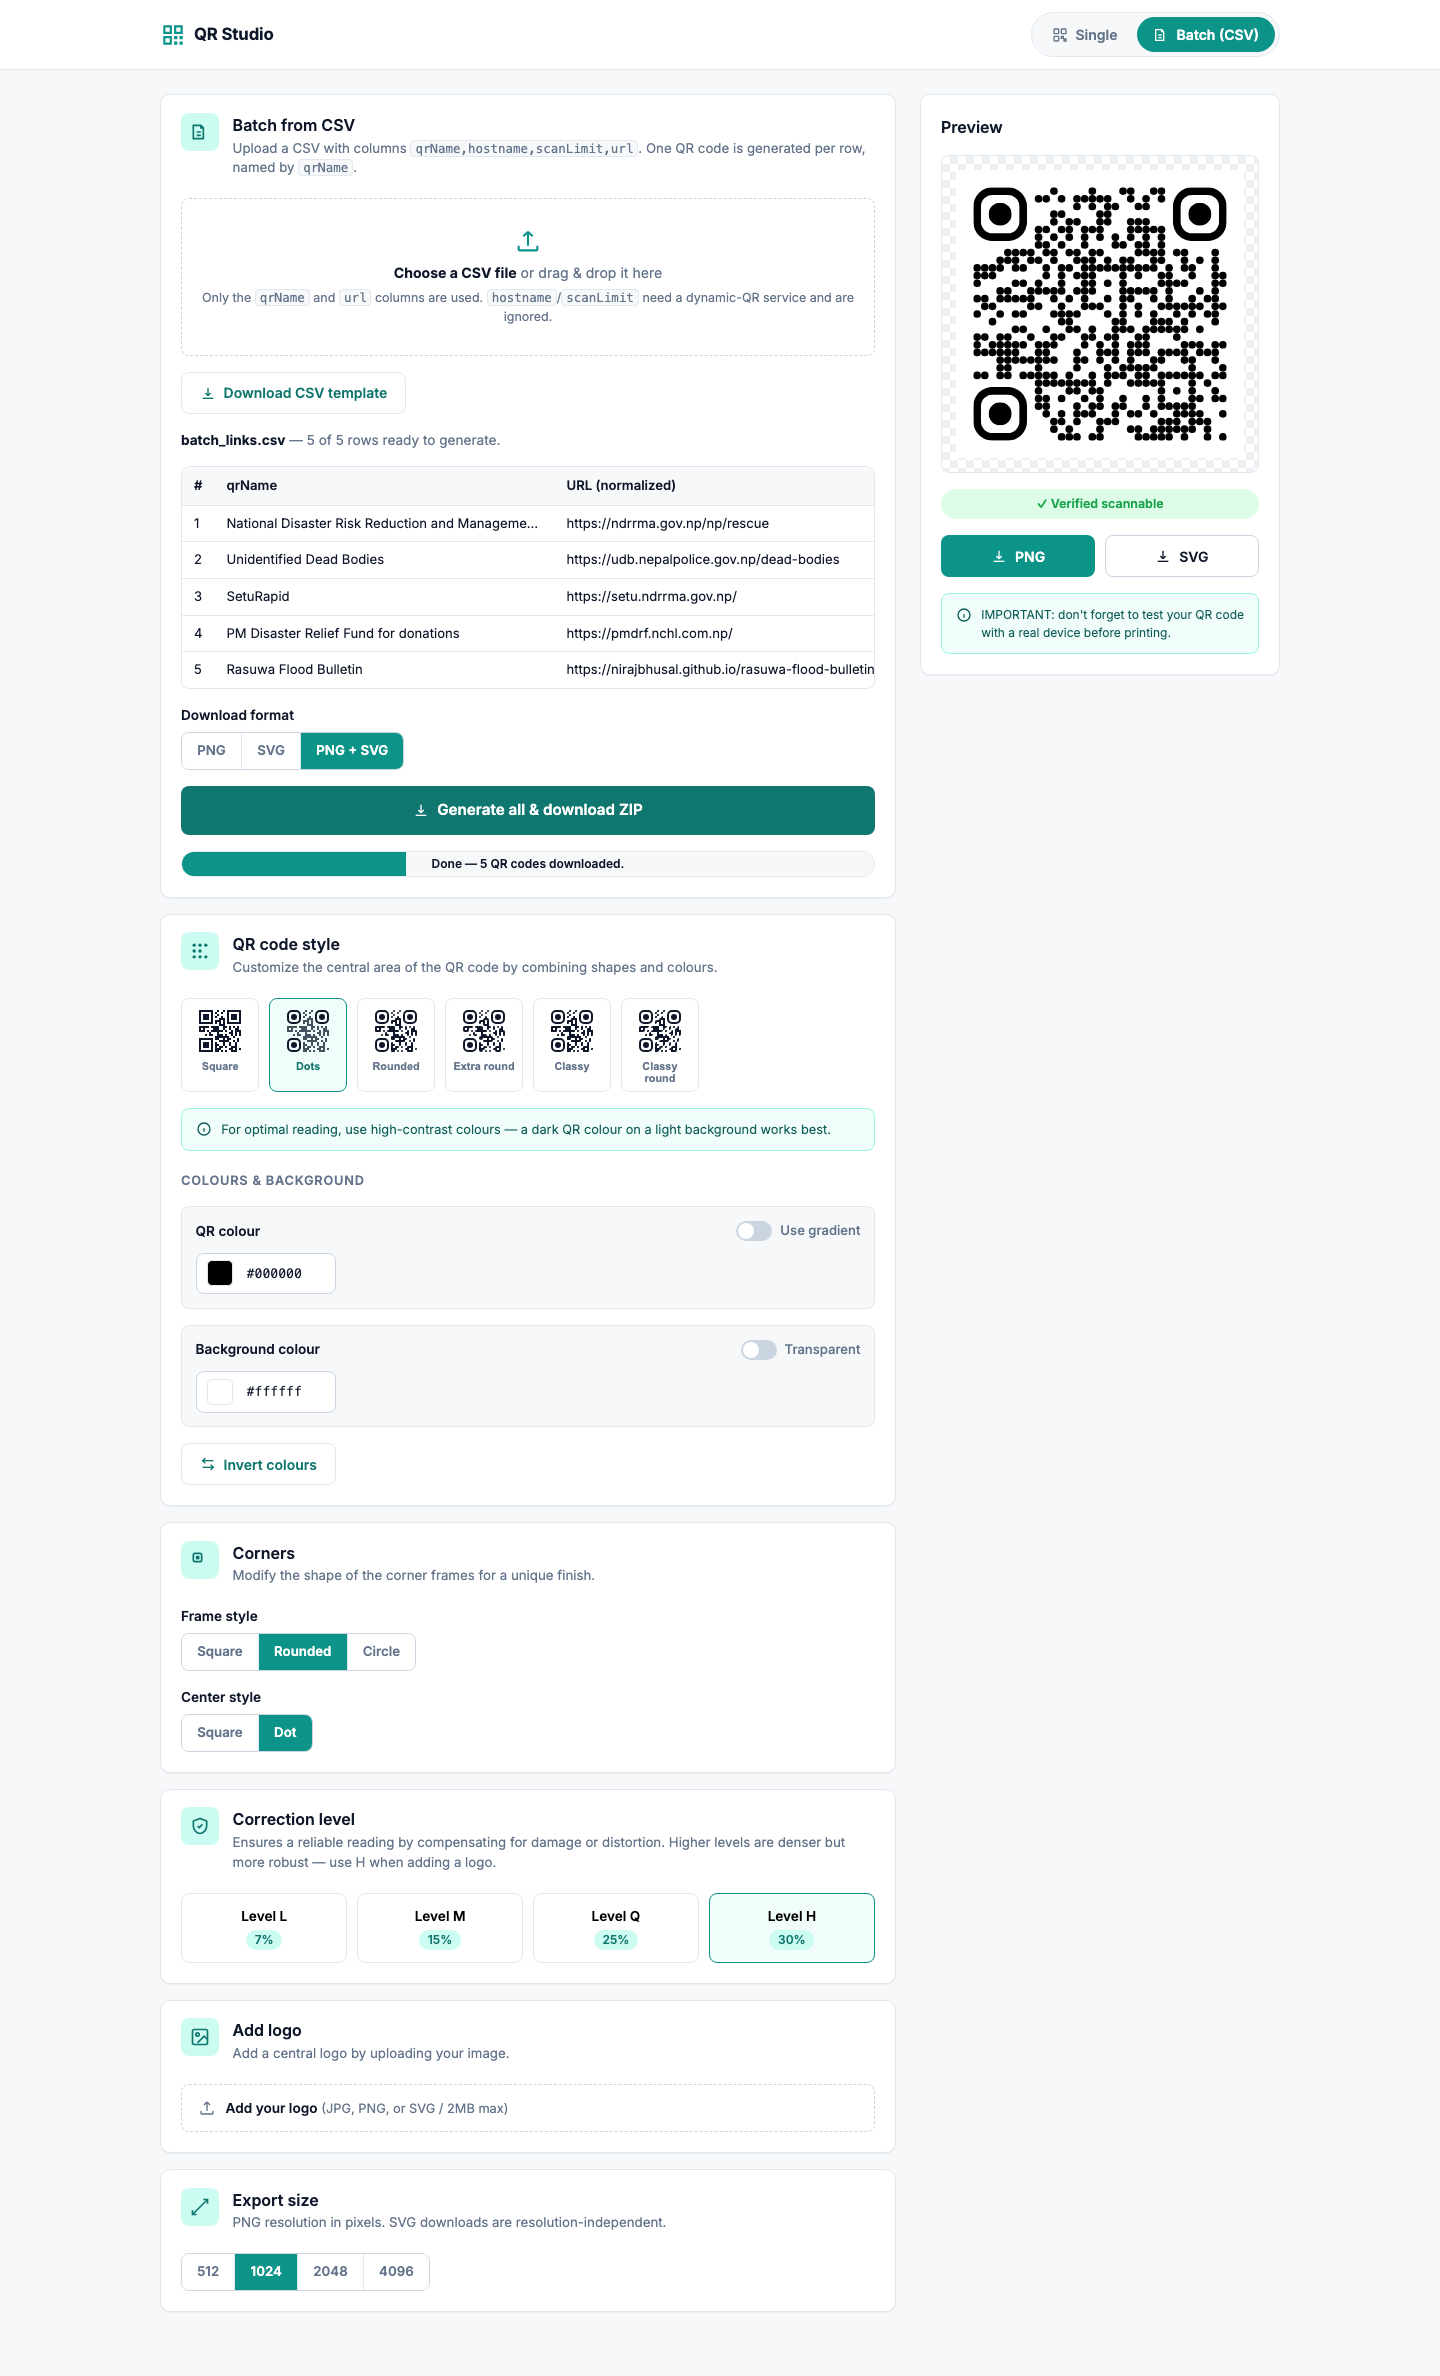 QR Studio
Single
Batch (CSV)
Batch from CSV
Upload a CSV with columns qrName,hostname,scanLimit,url. One QR code is generated per row,
named by qrName.
Choose a CSV file or drag & drop it here
Only the qrName and url columns are used. hostname/scanLimit need a dynamic-QR service and are
ignored.
Download CSV template
batch_links.csv — 5 of 5 rows ready to generate.
# qrName URL (normalized)
1 National Disaster Risk Reduction and Manageme... https://ndrrma.gov.np/np/rescue
2 Unidentified Dead Bodies https://udb.nepalpolice.gov.np/dead-bodies
3 SetuRapid https://setu.ndrrma.gov.np/
4 PM Disaster Relief Fund for donations https://pmdrf.nchl.com.np/
5 Rasuwa Flood Bulletin https://nirajbhusal.github.io/rasuwa-flood-bulletin
Download format
PNG SVG PNG + SVG
Generate all & download ZIP
Done — 5 QR codes downloaded.
Preview
✓ Verified scannable
PNG
SVG
IMPORTANT: don't forget to test your QR code
with a real device before printing.
QR code style
Customize the central area of the QR code by combining shapes and colours.
Square
Dots
Rounded
Extra round
Classy
Classy
round
For optimal reading, use high-contrast colours — a dark QR colour on a light background works best.
COLOURS & BACKGROUND
QR colour
Use gradient
#000000
Background colour
Transparent
#ffffff
Invert colours
Corners
Modify the shape of the corner frames for a unique finish.
Frame style
Square Rounded Circle
Center style
Square Dot
Correction level
Ensures a reliable reading by compensating for damage or distortion. Higher levels are denser but
more robust — use H when adding a logo.
Level L
7%
Level M
15%
Level Q
25%
Level H
30%
Add logo
Add a central logo by uploading your image.
Add your logo (JPG, PNG, or SVG / 2MB max)
Export size
PNG resolution in pixels. SVG downloads are resolution-independent.
512 1024 2048 4096